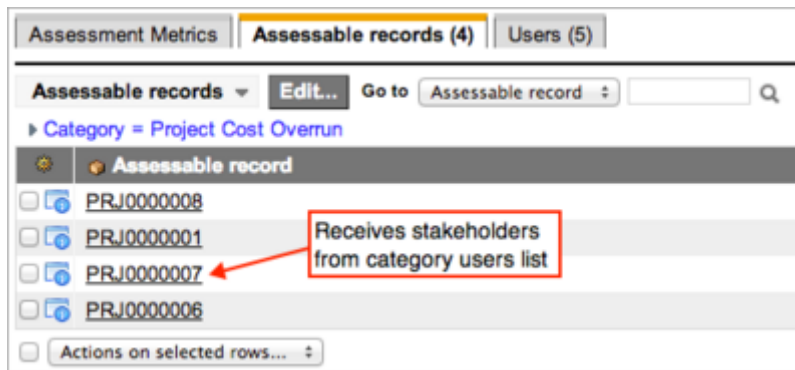 Assessment Metrics Assessable records (4) Users (5)
Assessable records Edit... Go to Assessable record
Category = Project Cost Overrun
Assessable record
PRJ0000008
PRJ0000001
Receives stakeholders
from category users list
PRJ0000007
PRJ0000006
Actions on selected rows...